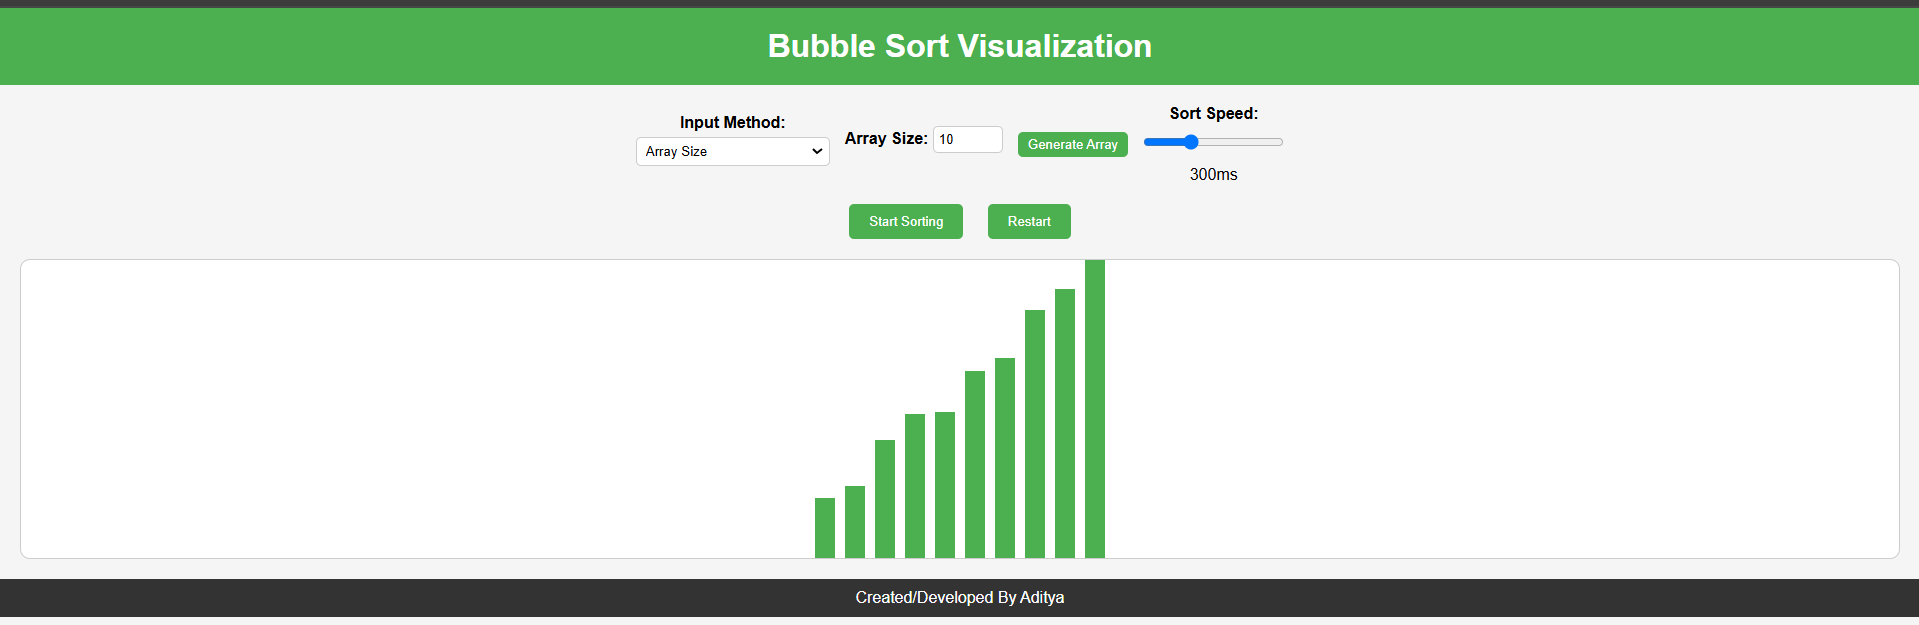 Bubble Sort Visualization
Input Method:
Array Size
Array Size: 10
Generate Array
Sort Speed:
300ms
Start Sorting
Restart
Created/Developed By Aditya